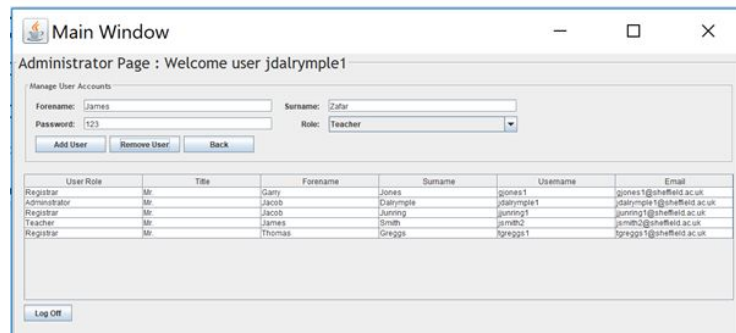 Main Window
Administrator Page : Welcome user jdalrymple1
Manage User Accounts
Forename: James Surname: Zafar
Password: 123 Role: Teacher
Add User Remove User Back
User Role Title Forename Surname Username Email
Registrar Mr. Garry Jones gjones1 gjones1@sheffield.ac.uk
Adminstrator Mr. Jacob Dalrymple jdalrymple1 jdalrymple1@sheffield.ac.uk
Registrar Mr. Jacob Junring jjunring1 jjunring1@sheffield.ac.uk
Teacher Mr. James Smith jsmith2 jsmith2@sheffield.ac.uk
Registrar Mr. Thomas Greggs tgreggs1 tgreggs1@sheffield.ac.uk
Log Off